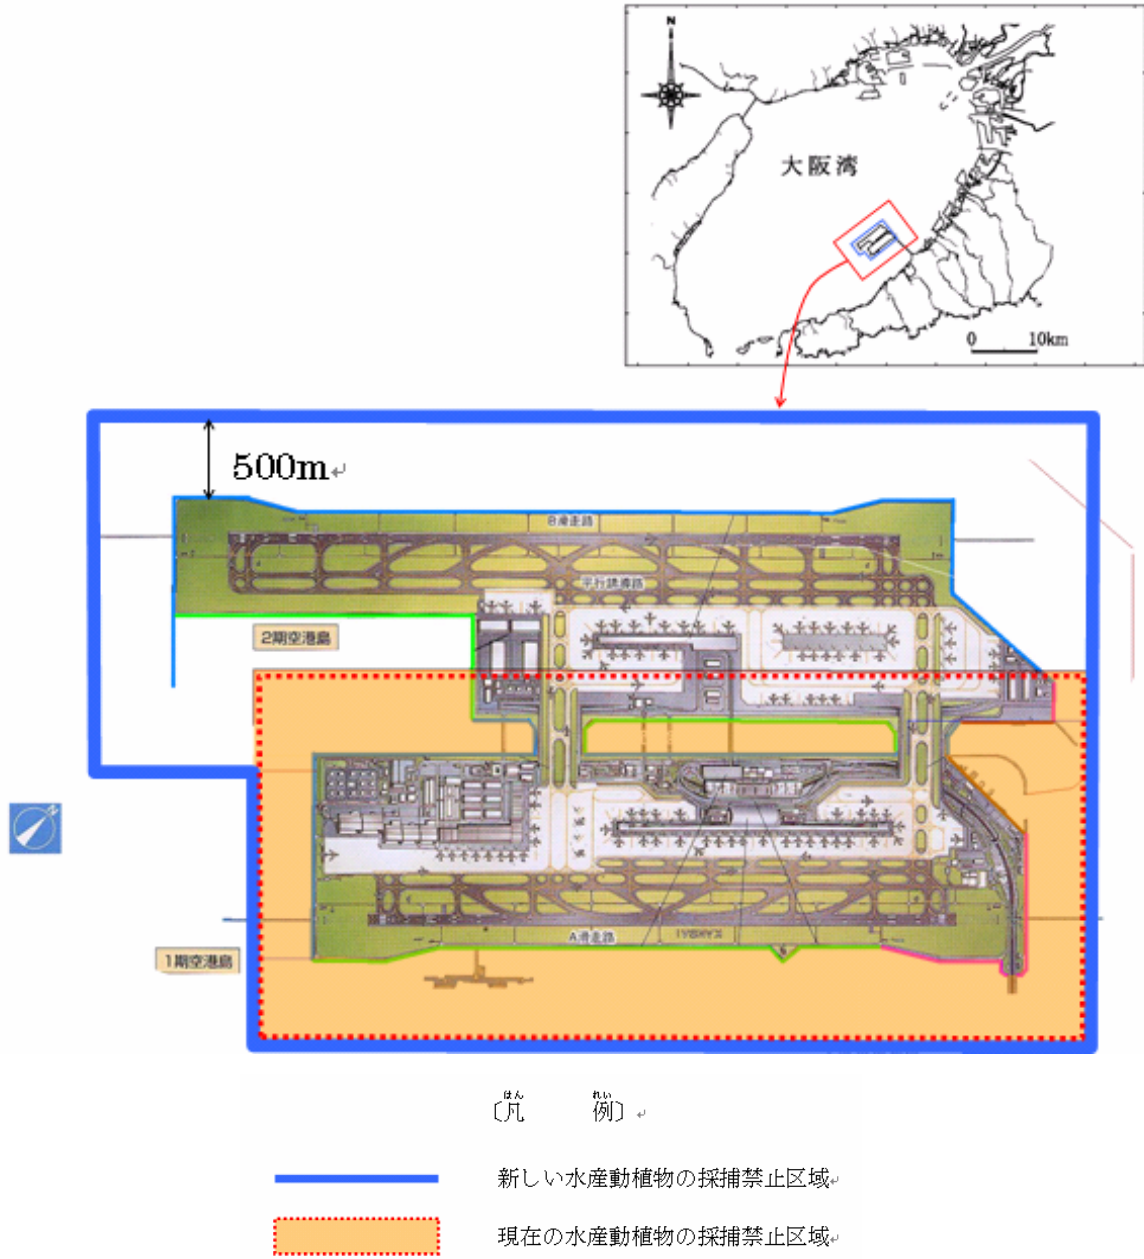 N
大阪湾
0 10km
500m
B滑走路
平行誘導路
2期空港島
1期空港島
A滑走路
KANSAI
〔凡 例〕
はん れい
新しい水産動植物の採捕禁止区域
現在の水産動植物の採捕禁止区域